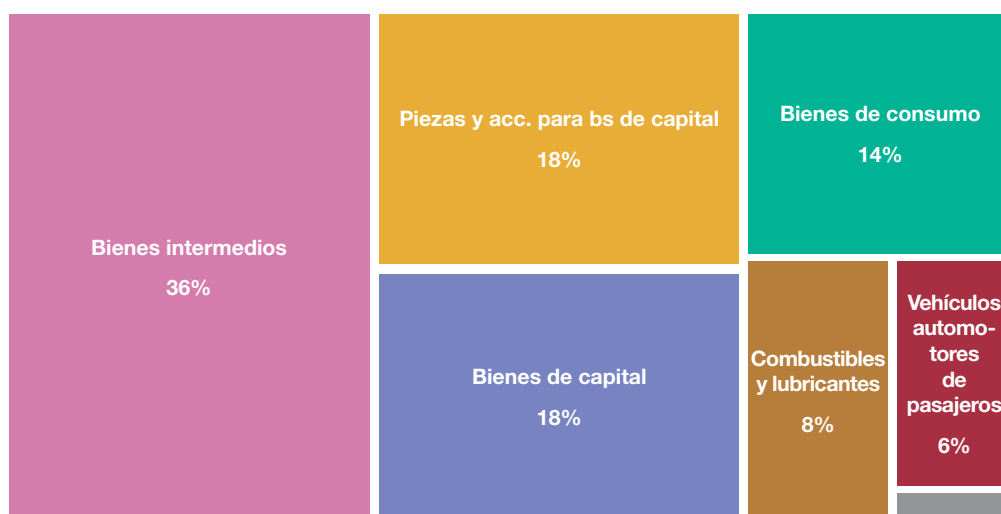 Bienes intermedios
36%
Piezas y acc. para bs de capital
18%
Bienes de capital
18%
Bienes de consumo
14%
Combustibles
y lubricantes
8%
Vehículos
automo-
tores
de
pasajeros
6%